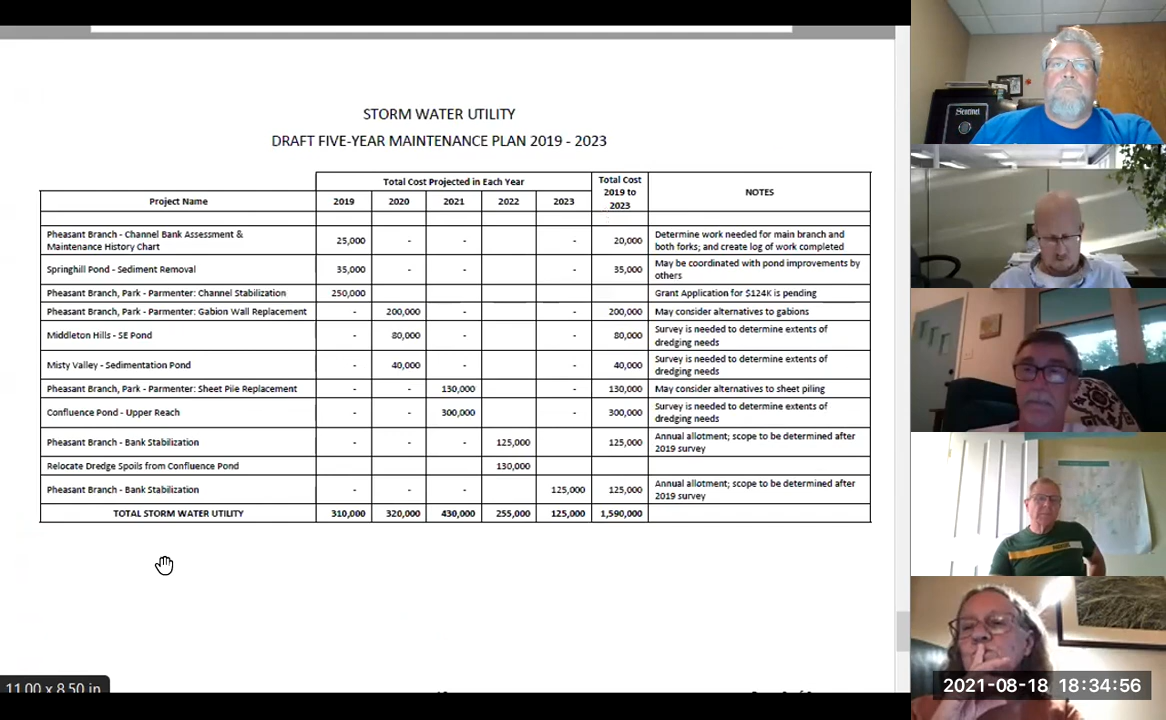 STORM WATER UTILITY
DRAFT FIVE-YEAR MAINTENANCE PLAN 2019 - 2023
Project Name
Total Cost Projected in Each Year
2019 2020 2021 2022 2023
Total Cost
2019 to
2023
NOTES
Pheasant Branch - Channel Bank Assessment &
Maintenance History Chart
25,000 - - - 20,000
Determine work needed for main branch and
both forks; and create log of work completed
Springhill Pond - Sediment Removal 35,000 - - - 35,000
May be coordinated with pond improvements by
others
Pheasant Branch, Park - Parmenter: Channel Stabilization 250,000 Grant Application for $124K is pending
Pheasant Branch, Park - Parmenter: Gabion Wall Replacement - 200,000 - - 200,000 May consider alternatives to gabions
Middleton Hills - SE Pond - 80,000 - - 80,000
Survey is needed to determine extents of
dredging needs
Misty Valley - Sedimentation Pond - 40,000 - - 40,000
Survey is needed to determine extents of
dredging needs
Pheasant Branch, Park - Parmenter: Sheet Pile Replacement - - 130,000 - 130,000 May consider alternatives to sheet piling
Confluence Pond - Upper Reach - - 300,000 - 300,000
Survey is needed to determine extents of
dredging needs
Pheasant Branch - Bank Stabilization - - - 125,000 125,000
Annual allotment; scope to be determined after
2019 survey
Relocate Dredge Spoils from Confluence Pond 130,000
Pheasant Branch - Bank Stabilization - - - 125,000 125,000
Annual allotment; scope to be determined after
2019 survey
TOTAL STORM WATER UTILITY 310,000 320,000 430,000 255,000 125,000 1,590,000
11.00 x 8.50 in
Sentinel
2021-08-18 18:34:56